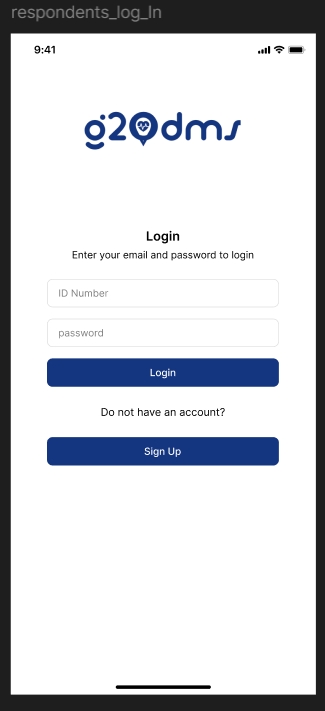 respondents_log_In
9:41
g20dms
Login
Enter your email and password to login
ID Number
password
Login
Do not have an account?
Sign Up